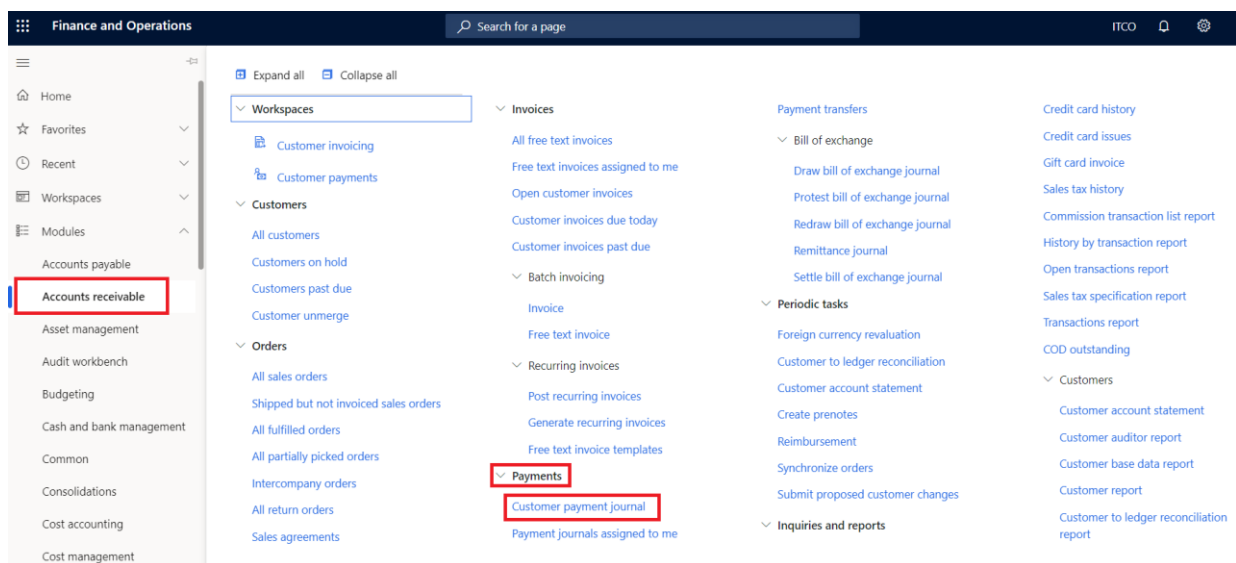 Finance and Operations
Search for a page
ITCO
Home
Favorites
Recent
Workspaces
Modules
Accounts payable
Accounts receivable
Asset management
Audit workbench
Budgeting
Cash and bank management
Common
Consolidations
Cost accounting
Cost management
Expand all
Collapse all
Workspaces
Customer invoicing
Customer payments
Customers
All customers
Customers on hold
Customers past due
Customer unmerge
Orders
All sales orders
Shipped but not invoiced sales orders
All fulfilled orders
All partially picked orders
Intercompany orders
All return orders
Sales agreements
Invoices
All free text invoices
Free text invoices assigned to me
Open customer invoices
Customer invoices due today
Customer invoices past due
Batch invoicing
Invoice
Free text invoice
Recurring invoices
Post recurring invoices
Generate recurring invoices
Free text invoice templates
Payments
Customer payment journal
Payment journals assigned to me
Payment transfers
Bill of exchange
Draw bill of exchange journal
Protest bill of exchange journal
Redraw bill of exchange journal
Remittance journal
Settle bill of exchange journal
Periodic tasks
Foreign currency revaluation
Customer to ledger reconciliation
Customer account statement
Create prenotes
Reimbursement
Synchronize orders
Submit proposed customer changes
Inquiries and reports
Credit card history
Credit card issues
Gift card invoice
Sales tax history
Commission transaction list report
History by transaction report
Open transactions report
Sales tax specification report
Transactions report
COD outstanding
Customers
Customer account statement
Customer auditor report
Customer base data report
Customer report
Customer to ledger reconciliation
report